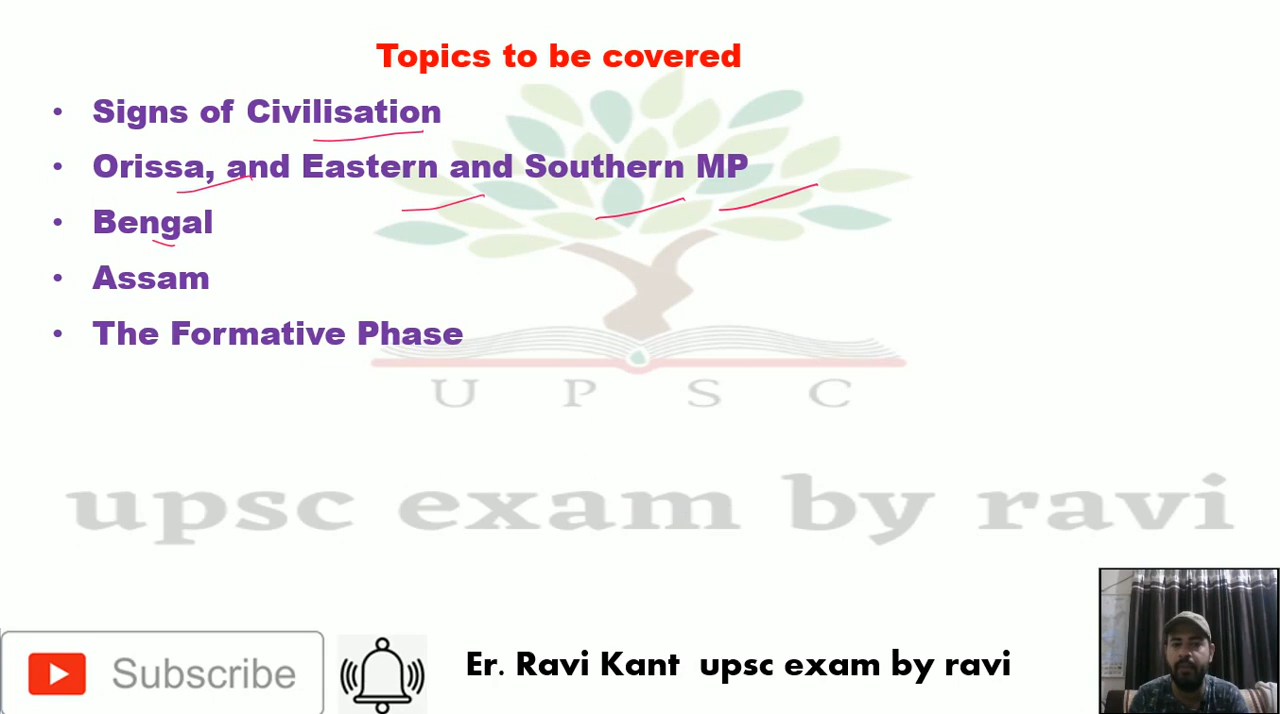 Topics to be covered
• Signs of Civilisation
• Orissa, and Eastern and Southern MP
• Bengal
• Assam
• The Formative Phase
UPSC
upsc exam by ravi
Subscribe
Er. Ravi Kant upsc exam by ravi